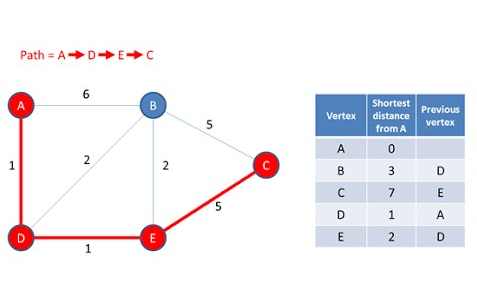 Path = A → D → E → C
6
A
B
5
1
2
2
C
5
D
E
1
Vertex Shortest distance from A Previous vertex
A 0
B 3 D
C 7 E
D 1 A
E 2 D